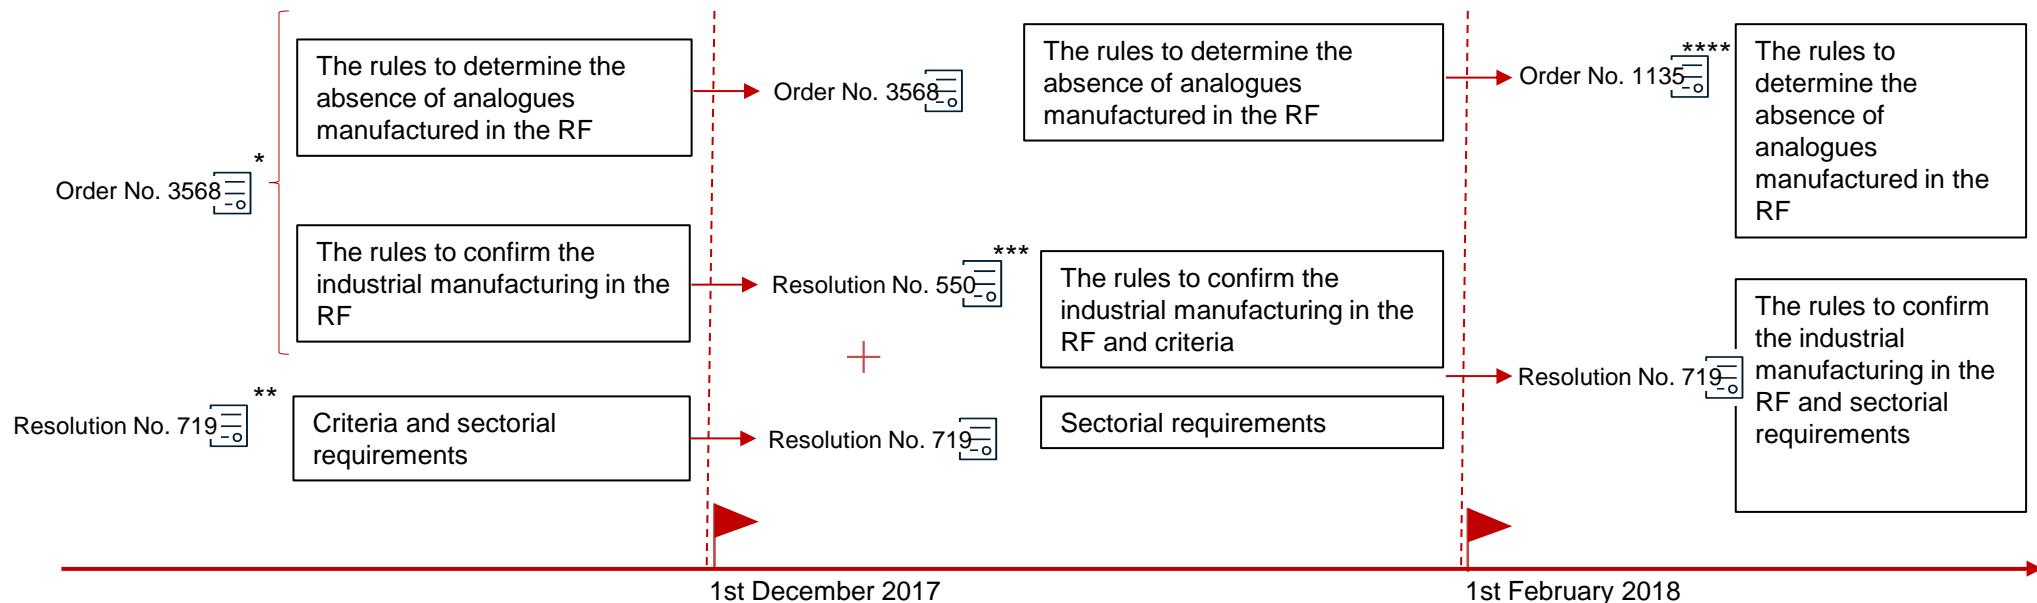 *
Order No. 3568
The rules to determine the
absence of analogues
manufactured in the RF
The rules to confirm the
industrial manufacturing in the
RF
**
Resolution No. 719
Criteria and sectorial
requirements
Order No. 3568
The rules to determine the
absence of analogues
manufactured in the RF
***
Resolution No. 550
The rules to confirm the
industrial manufacturing in the
RF and criteria
Resolution No. 719
Sectorial requirements
****
Order No. 1135
The rules to
determine the
absence of
analogues
manufactured in the
RF
Resolution No. 719
The rules to confirm
the industrial
manufacturing in the
RF and sectorial
requirements
1st December 2017
1st February 2018